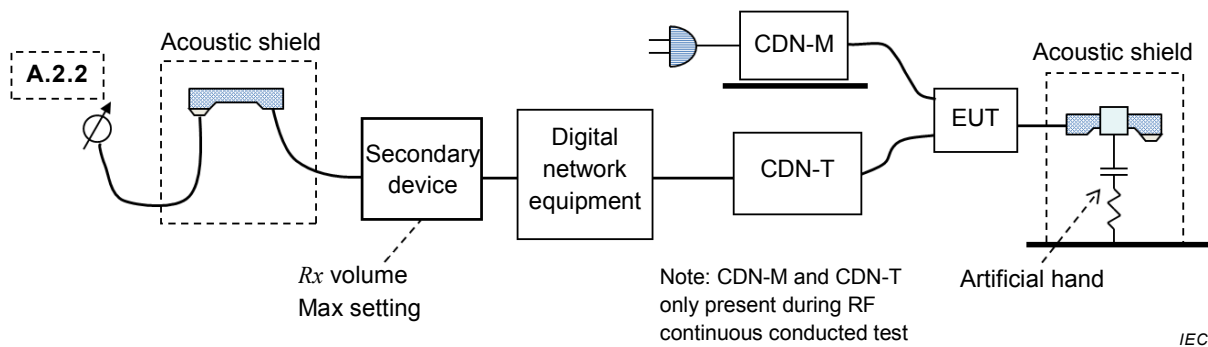 Acoustic shield
A.2.2
CDN-M
Acoustic shield
EUT
Secondary
device
Digital
network
equipment
CDN-T
Rx volume
Max setting
Note: CDN-M and CDN-T
only present during RF
continuous conducted test
Artificial hand
IEC